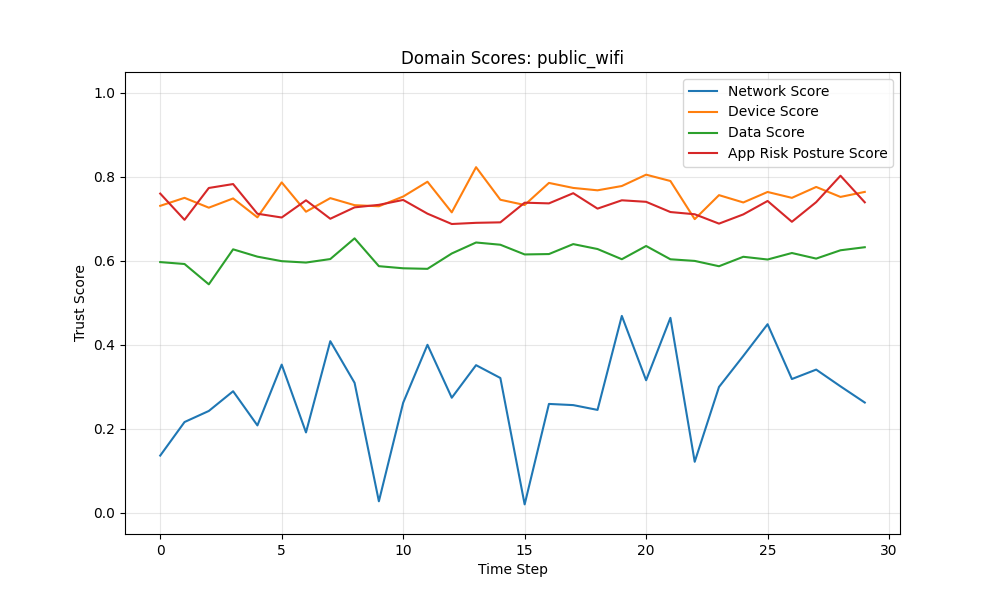 Domain Scores: public_wifi
Network Score
Device Score
Data Score
App Risk Posture Score
Trust Score
1.0
0.8
0.6
0.4
0.2
0.0
0 5 10 15 20 25 30
Time Step